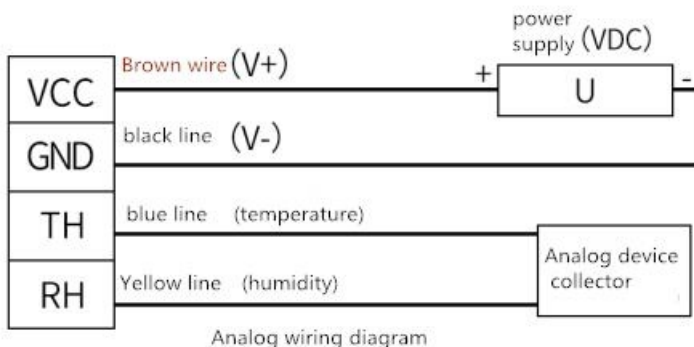 power
supply (VDC)
Brown wire (V+)
+
-
VCC
U
black line (V-)
GND
blue line (temperature)
TH
Analog device
collector
Yellow line (humidity)
RH
Analog wiring diagram